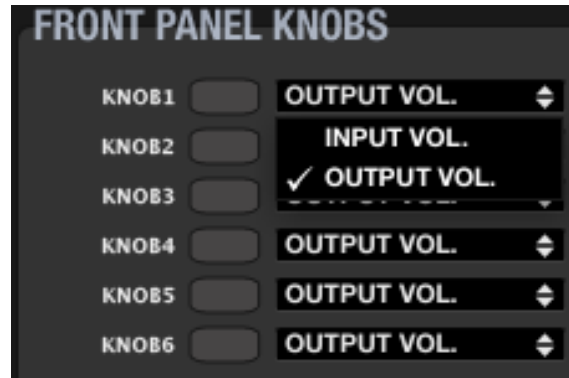 FRONT PANEL KNOBS
KNOB1 OUTPUT VOL.
KNOB2 INPUT VOL.
✓ OUTPUT VOL.
KNOB3
KNOB4 OUTPUT VOL.
KNOB5 OUTPUT VOL.
KNOB6 OUTPUT VOL.